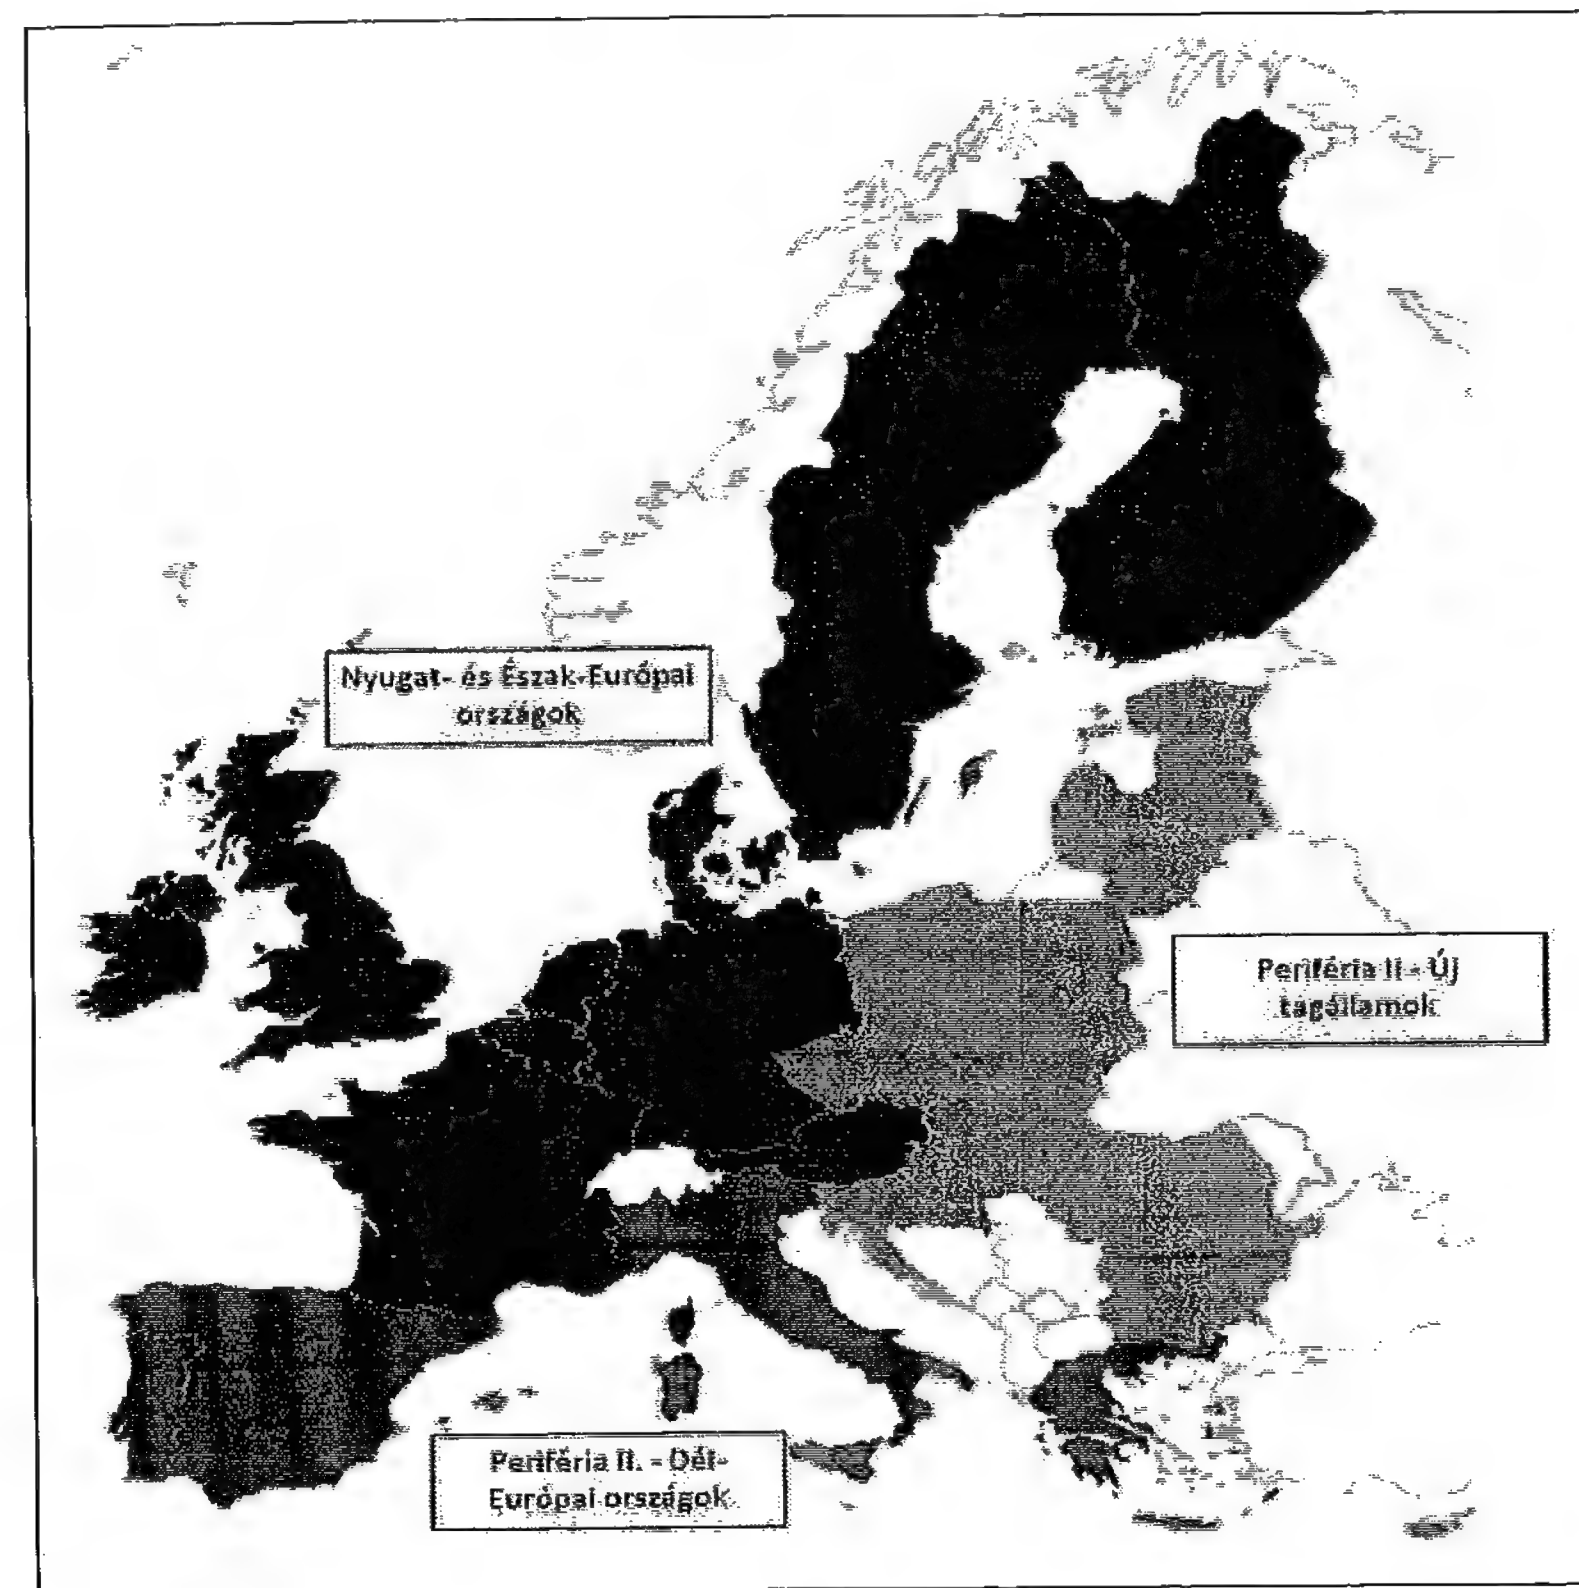 Nyugat- és Észak-Európai
országok
Periféria II - Új
tagállamok
Periféria II. - Dél-
Európai országok